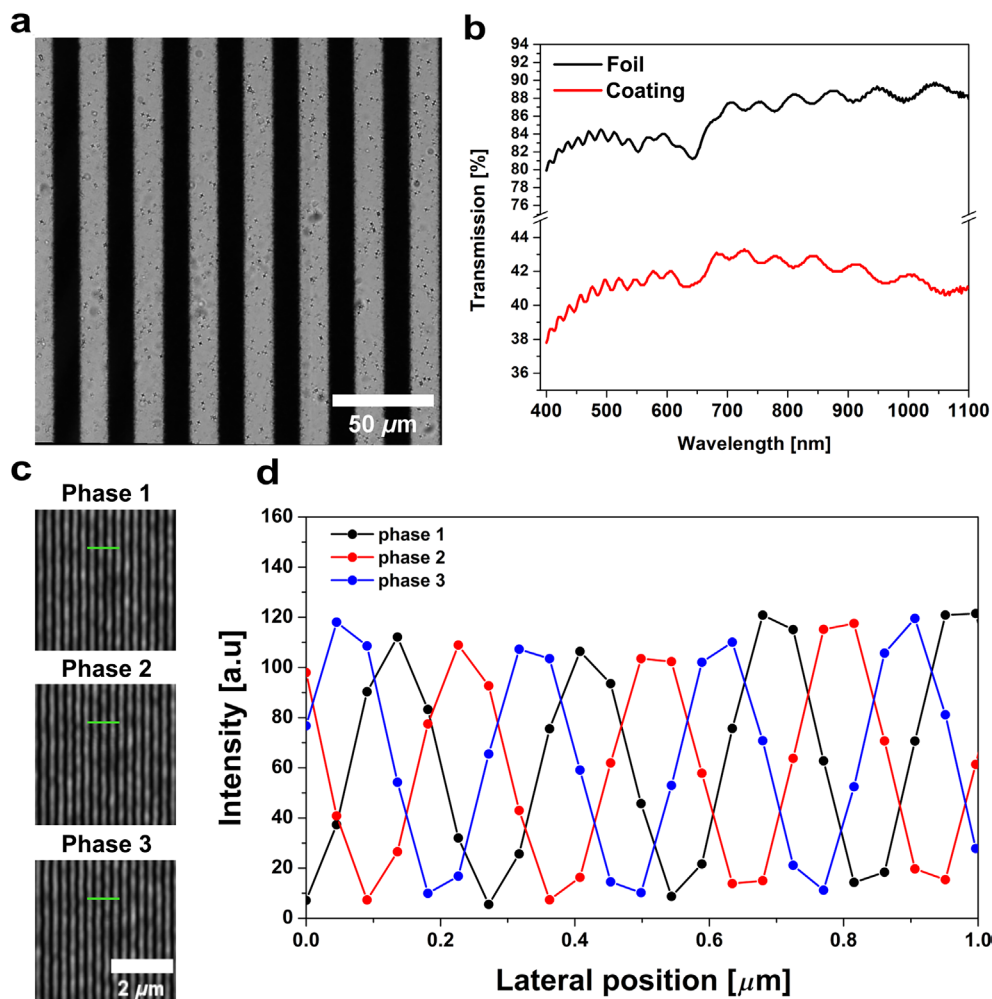 a
50 µm
b
94
92
90
88
86
84
82
80
78
76
44
42
40
38
36
Transmission [%]
Foil
Coating
400 500 600 700 800 900 1000 1100
Wavelength [nm]
c
Phase 1
Phase 2
Phase 3
2 µm
d
160
140
120
100
80
60
40
20
0
Intensity [a.u]
phase 1
phase 2
phase 3
0.0 0.2 0.4 0.6 0.8 1.0
Lateral position [µm]